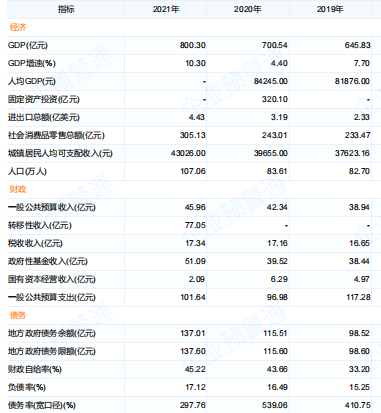 指标 2021年 2020年 2019年
经济
GDP(亿元) 800.30 700.54 645.83
GDP增速(%) 10.30 4.40 7.70
人均GDP(元) - 84245.00 81876.00
固定资产投资(亿元) - 320.10 -
进出口总额(亿美元) 4.43 3.19 2.33
社会消费品零售总额(亿元) 305.13 243.01 233.47
城镇居民人均可支配收入(元) 43026.00 39655.00 37623.16
人口(万人) 107.06 83.61 82.70
财政
一般公共预算收入(亿元) 45.96 42.34 38.94
转移性收入(亿元) 77.05 - -
税收收入(亿元) 17.34 17.16 16.65
政府性基金收入(亿元) 51.09 39.52 38.44
国有资本经营收入(亿元) 2.09 6.29 4.97
一般公共预算支出(亿元) 101.64 96.98 117.28
债务
地方政府债务余额(亿元) 137.01 115.51 98.52
地方政府债务限额(亿元) 137.60 115.60 98.60
财政自给率(%) 45.22 43.66 33.20
负债率(%) 17.12 16.49 15.25
债务率(宽口径)(%) 297.76 539.06 410.75
企业预警通